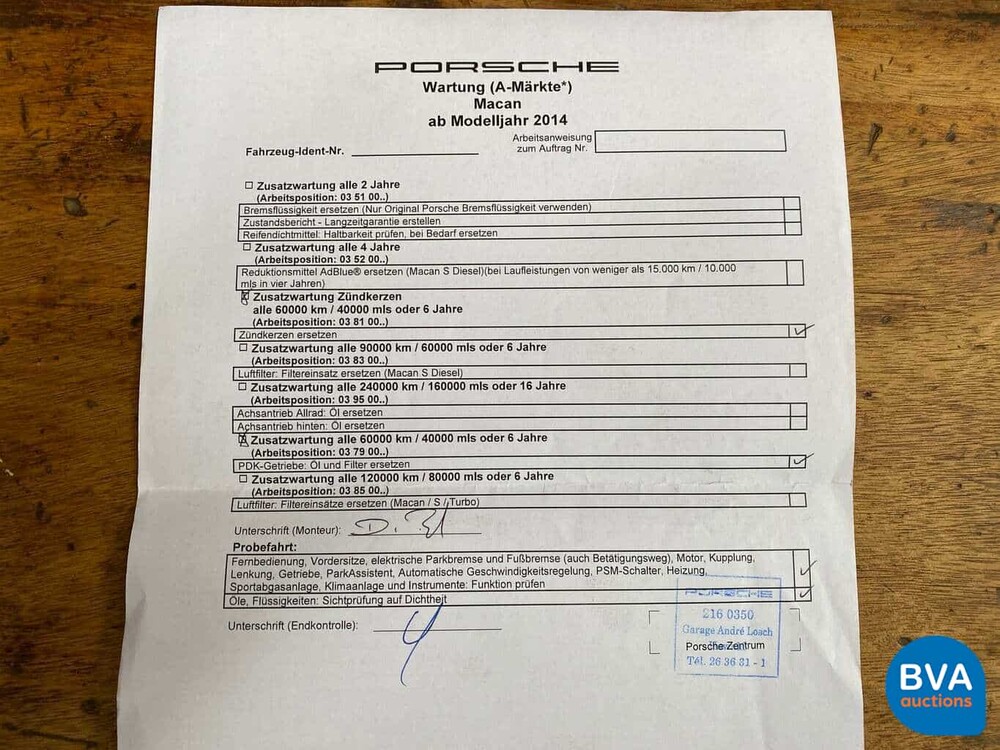 PORSCHE
Wartung (A-Märkte*)
Macan
ab Modelljahr 2014
Arbeitsanweisung
zum Auftrag Nr.
Fahrzeug-Ident-Nr.
Zusatzwartung alle 2 Jahre
(Arbeitsposition: 03 51 00..)
Bremsflüssigkeit ersetzen (Nur Original Porsche Bremsflüssigkeit verwenden)
Zustandsbericht - Langzeitgarantie erstellen
Reifendichtmittel: Haltbarkeit prüfen, bei Bedarf ersetzen
Zusatzwartung alle 4 Jahre
(Arbeitsposition: 03 52 00..)
Reduktionsmittel AdBlue® ersetzen (Macan S Diesel)(bei Laufleistungen von weniger als 15.000 km / 10.000
mls in vier Jahren)
Zusatzwartung Zündkerzen
alle 60000 km / 40000 mls oder 6 Jahre
(Arbeitsposition: 03 81 00..)
Zündkerzen ersetzen
Zusatzwartung alle 90000 km / 60000 mls oder 6 Jahre
(Arbeitsposition: 03 83 00..)
Luftfilter: Filtereinsatz ersetzen (Macan S Diesel)
Zusatzwartung alle 240000 km / 160000 mls oder 16 Jahre
(Arbeitsposition: 03 95 00..)
Achsantrieb Allrad: Öl ersetzen
Achsantrieb hinten: Öl ersetzen
Zusatzwartung alle 60000 km / 40000 mls oder 6 Jahre
(Arbeitsposition: 03 79 00..)
PDK-Getriebe: Öl und Filter ersetzen
Zusatzwartung alle 120000 km / 80000 mls oder 6 Jahre
(Arbeitsposition: 03 85 00..)
Luftfilter: Filtereinsätze ersetzen (Macan / S / Turbo)
Unterschrift (Monteur):
Probefahrt:
Fernbedienung, Vordersitze, elektrische Parkbremse und Fußbremse (auch Betätigungsweg), Motor, Kupplung,
Lenkung, Getriebe, ParkAssistent, Automatische Geschwindigkeitsregelung, PSM-Schalter, Heizung,
Sportabgasanlage, Klimaanlage und Instrumente: Funktion prüfen
Öle, Flüssigkeiten: Sichtprüfung auf Dichtheit
Unterschrift (Endkontrolle):
PORSCHE
216 0350
Garage André Losch
Porsche Zentrum
Tél. 26 36 31 - 1
BVA
auctions